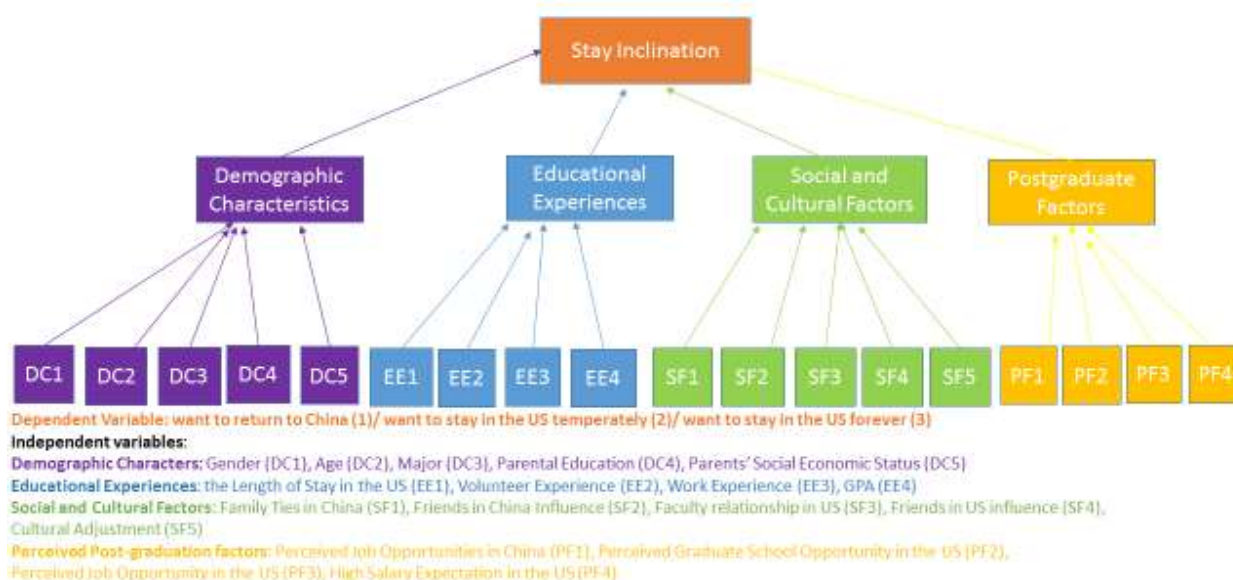 Stay Inclination
Demographic
Characteristics
Educational
Experiences
Social and
Cultural Factors
Postgraduate
Factors
DC1 DC2 DC3 DC4 DC5 EE1 EE2 EE3 EE4 SF1 SF2 SF3 SF4 SF5 PF1 PF2 PF3 PF4
Dependent Variable: want to return to China (1)/ want to stay in the US temperately (2)/ want to stay in the US forever (3)
Independent variables:
Demographic Characters: Gender (DC1), Age (DC2), Major (DC3), Parental Education (DC4), Parents' Social Economic Status (DC5)
Educational Experiences: the Length of Stay in the US (EE1), Volunteer Experience (EE2), Work Experience (EE3), GPA (EE4)
Social and Cultural Factors: Family Ties in China (SF1), Friends in China Influence (SF2), Faculty relationship in US (SF3), Friends in US influence (SF4),
Cultural Adjustment (SF5)
Perceived Post-graduation factors: Perceived Job Opportunities in China (PF1), Perceived Graduate School Opportunity in the US (PF2),
Perceived Job Opportunity in the US (PF3), High Salary Expectation in the US (PF4)